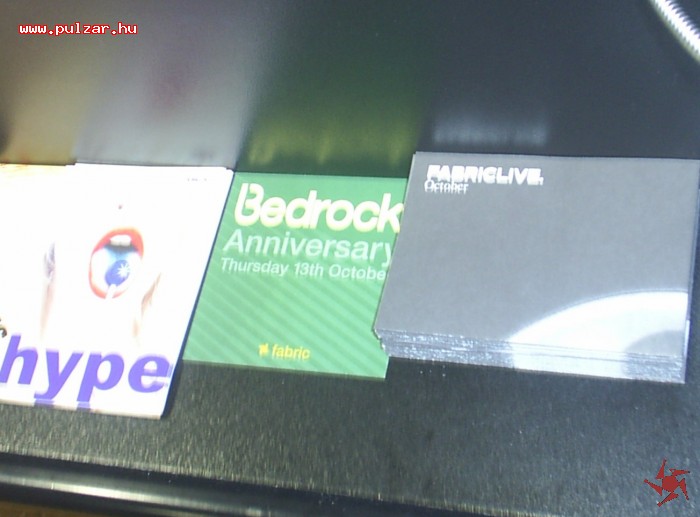 www.pulzar.hu
hype
Bedrock
Anniversary
Thursday 13th October
fabric
FABRICLIVE.
October